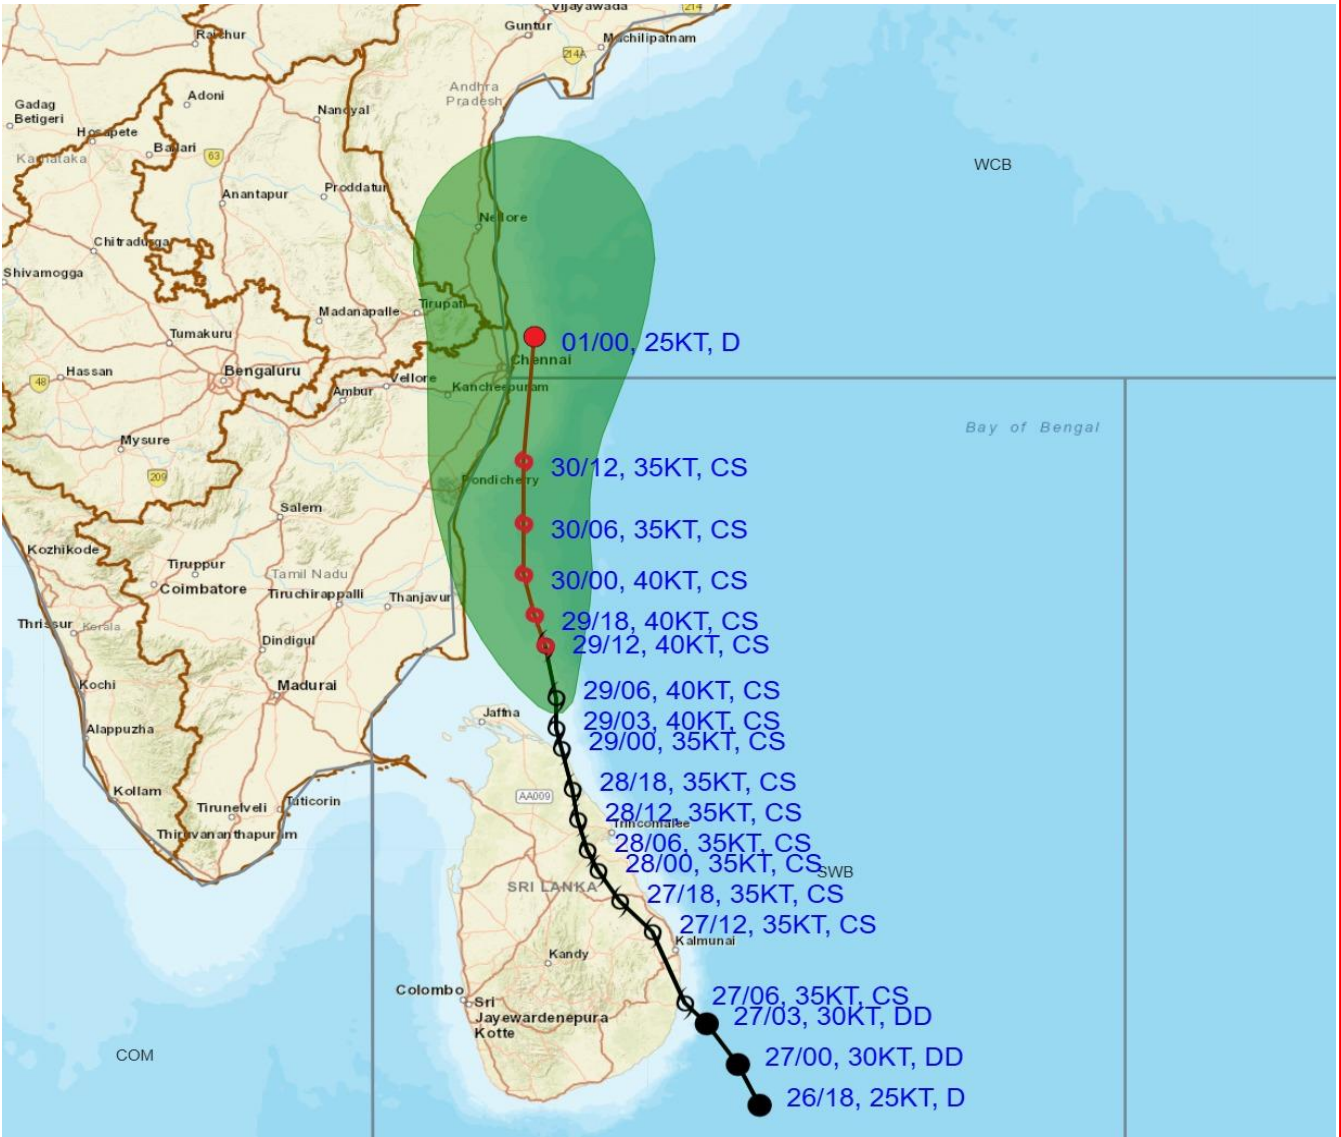 Vijayawada
214
Guntur
Raichur
Machilipatnam
214A
Andhra
Pradesh
Adoni
Gadag
Betigeri
Nandyal
Hosapete
Ballari
63
Karnataka
WCB
Proddatur
Anantapur
Nellore
Chitradurga
Shivamogga
Madanapalle
Tirupati
Tumakuru
01/00, 25KT, D
Chennai
Hassan
Bengaluru
48
Vellore
Kancheepuram
Ambur
Bay of Bengal
Mysure
30/12, 35KT, CS
209
Pondicherry
Salem
30/06, 35KT, CS
Kozhikode
Tiruppur
Tamil Nadu
30/00, 40KT, CS
Coimbatore
Tiruchirappalli
Thanjavur
Thrissur
Kerala
29/18, 40KT, CS
Dindigul
29/12, 40KT, CS
Kochi
Madurai
29/06, 40KT, CS
Jaffna
29/03, 40KT, CS
Alappuzha
29/00, 35KT, CS
28/18, 35KT, CS
Kollam
AA009
Tirunelveli
Tuticorin
28/12, 35KT, CS
Trincomalee
Thiruvananthapuram
28/06, 35KT, CS
28/00, 35KT, CS
SWB
SRI LANKA
27/18, 35KT, CS
27/12, 35KT, CS
Kalmunai
Kandy
Colombo
27/06, 35KT, CS
Sri
Jayewardenepura
Kotte
27/03, 30KT, DD
COM
27/00, 30KT, DD
26/18, 25KT, D